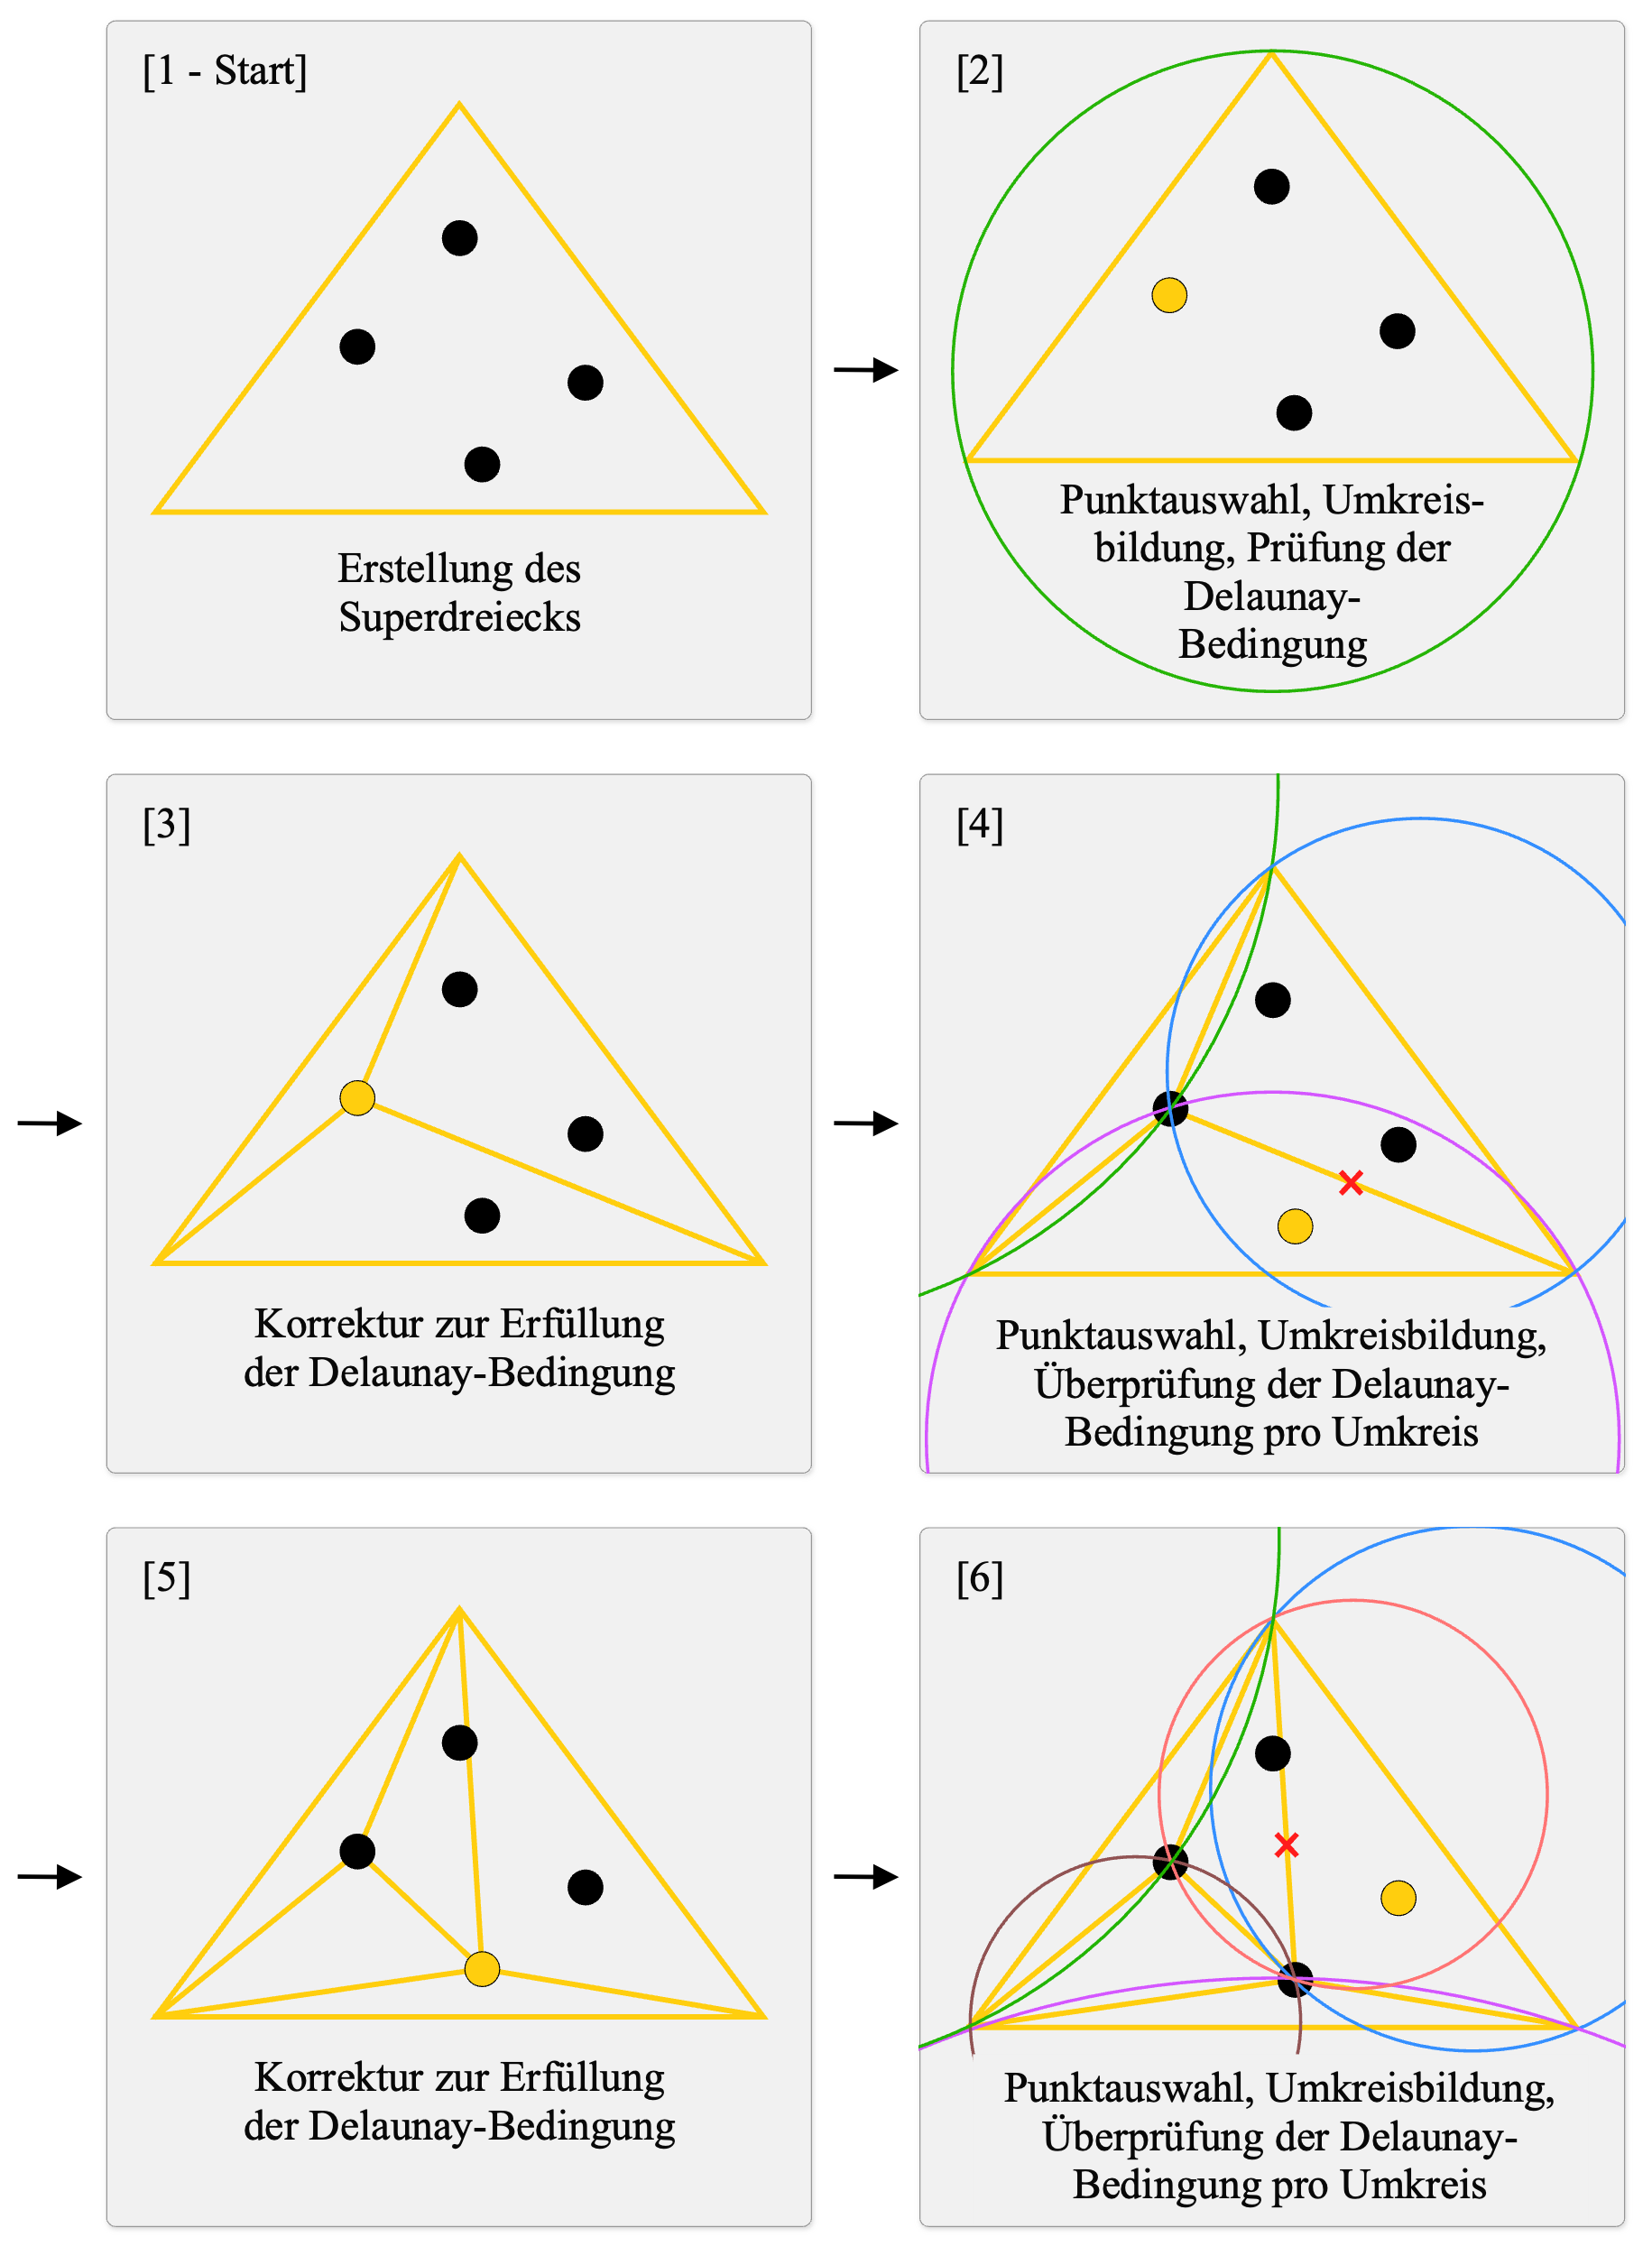 [1 - Start]
Erstellung des
Superdreiecks
[2]
Punktauswahl, Umkreis-
bildung, Prüfung der
Delaunay-
Bedingung
[3]
Korrektur zur Erfüllung
der Delaunay-Bedingung
[4]
Punktauswahl, Umkreisbildung,
Überprüfung der Delaunay-
Bedingung pro Umkreis
[5]
Korrektur zur Erfüllung
der Delaunay-Bedingung
[6]
Punktauswahl, Umkreisbildung,
Überprüfung der Delaunay-
Bedingung pro Umkreis